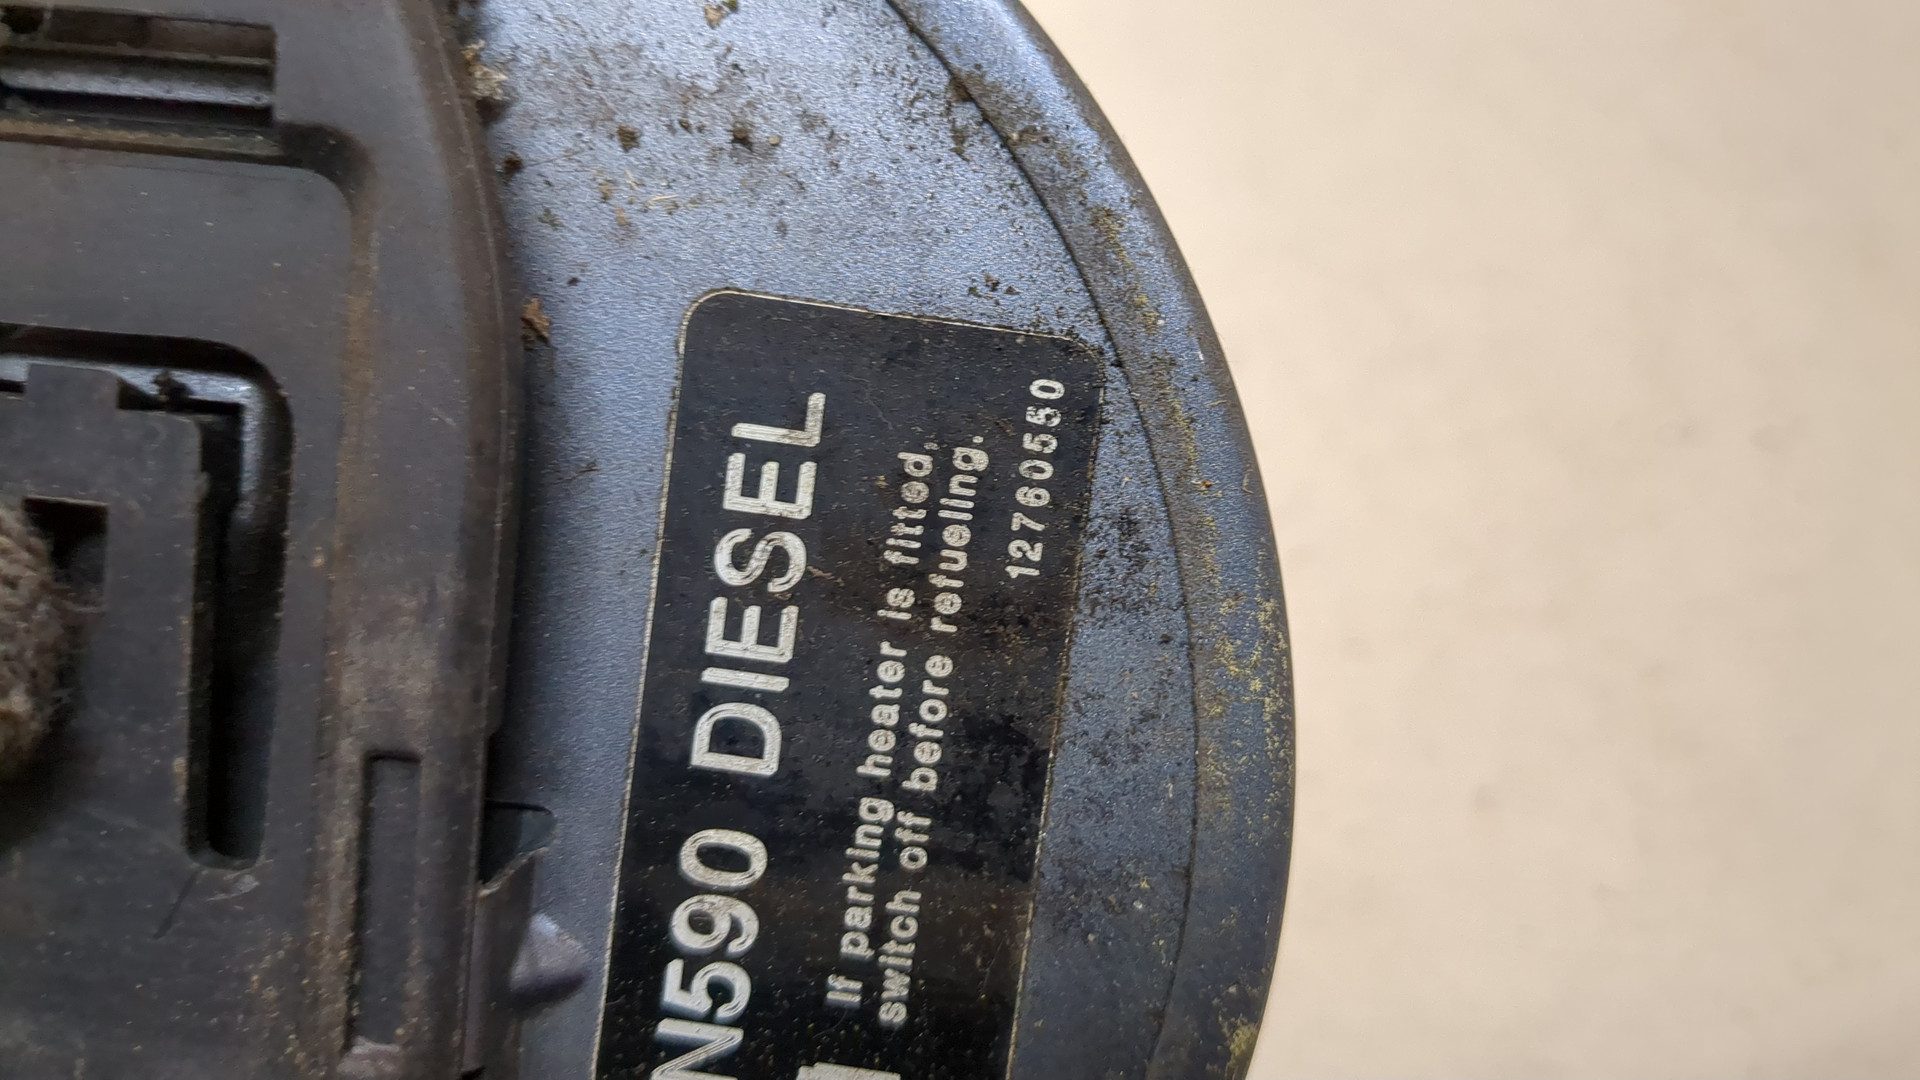 N590 DIESEL
If parking heater is fitted,
switch off before refueling.
12760550